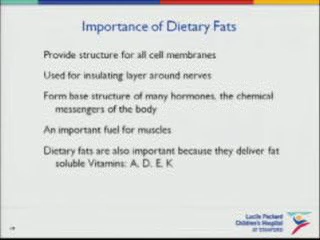 Importance of Dietary Fats
Provide structure for all cell membranes
Used for insulating layer around nerves
Form base structure of many hormones, the chemical
messengers of the body
An important fuel for muscles
Dietary fats are also important because they deliver fat
soluble Vitamins: A, D, E, K
Lucile Packard
Children's Hospital
AT STANFORD